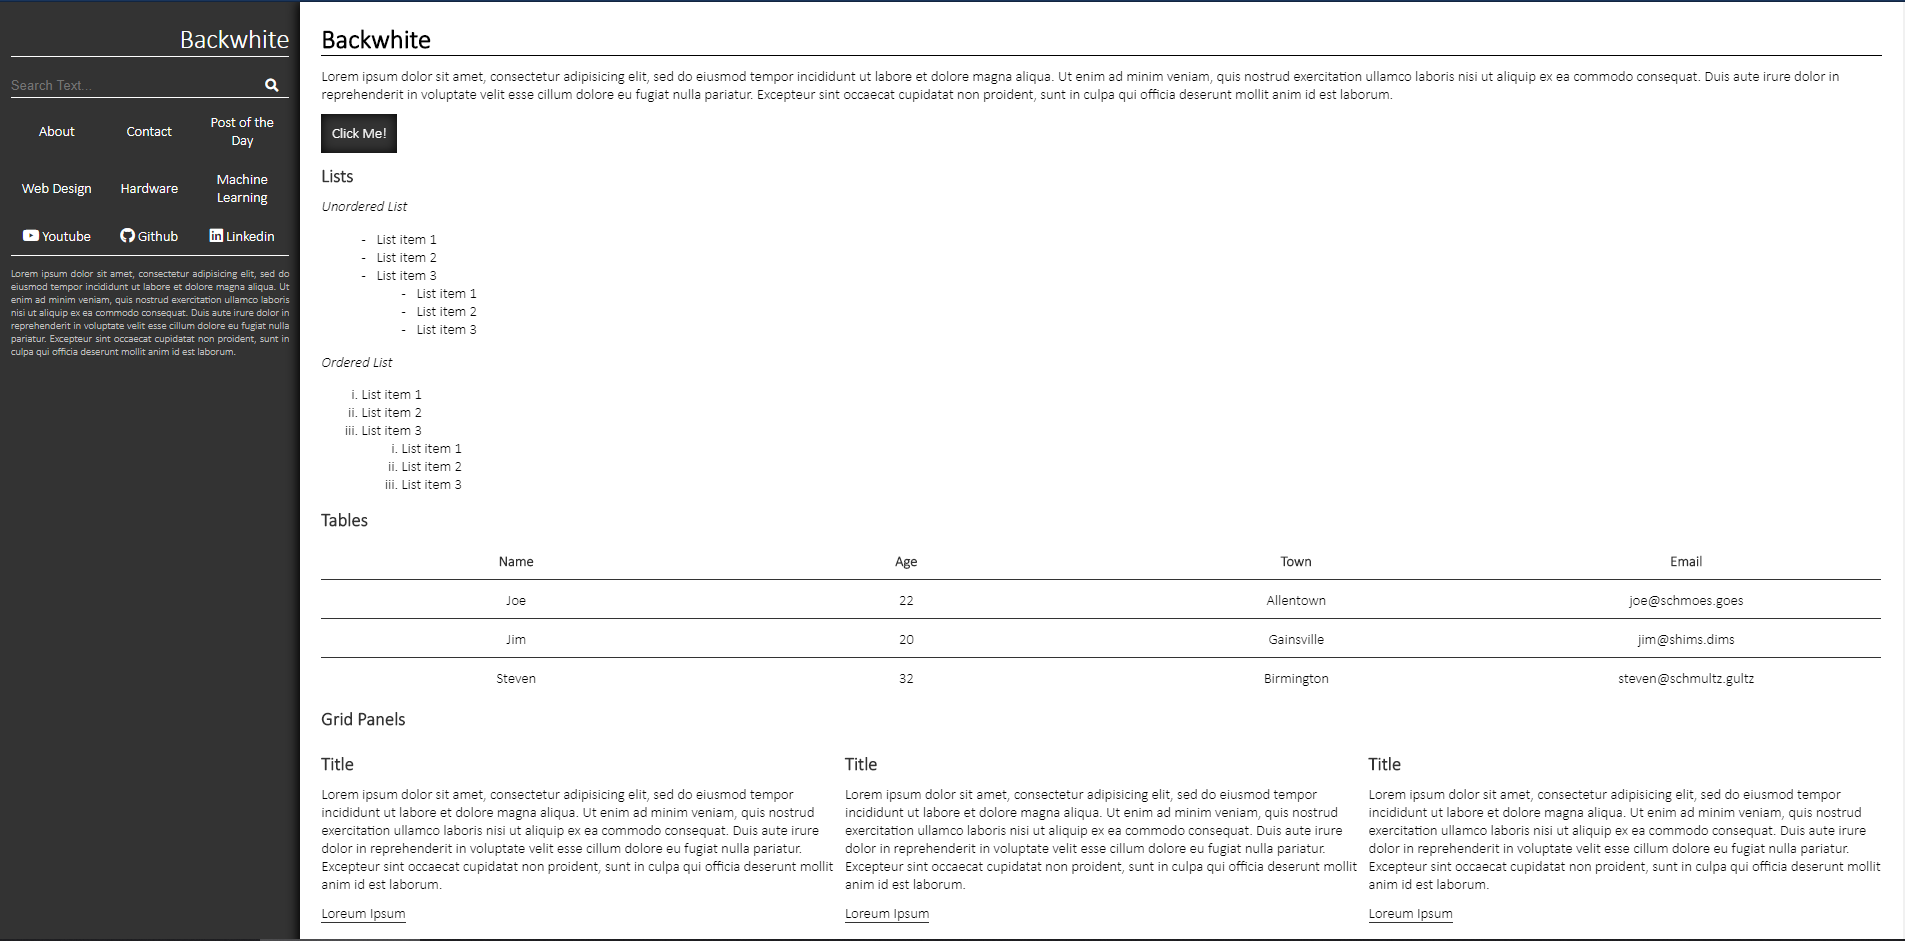 Backwhite
Search Text...
About
Contact
Post of the
Day
Web Design
Hardware
Machine
Learning
Youtube
Github
Linkedin
Lorem ipsum dolor sit amet, consectetur adipisicing elit, sed do
eiusmod tempor incididunt ut labore et dolore magna aliqua. Ut
enim ad minim veniam, quis nostrud exercitation ullamco laboris
nisi ut aliquip ex ea commodo consequat. Duis aute irure dolor in
reprehenderit in voluptate velit esse cillum dolore eu fugiat nulla
pariatur. Excepteur sint occaecat cupidatat non proident, sunt in
culpa qui officia deserunt mollit anim id est laborum.
Backwhite
Lorem ipsum dolor sit amet, consectetur adipisicing elit, sed do eiusmod tempor incididunt ut labore et dolore magna aliqua. Ut enim ad minim veniam, quis nostrud exercitation ullamco laboris nisi ut aliquip ex ea commodo consequat. Duis aute irure dolor in
reprehenderit in voluptate velit esse cillum dolore eu fugiat nulla pariatur. Excepteur sint occaecat cupidatat non proident, sunt in culpa qui officia deserunt mollit anim id est laborum.
Click Me!
Lists
Unordered List
- List item 1
- List item 2
- List item 3
- List item 1
- List item 2
- List item 3
Ordered List
i. List item 1
ii. List item 2
iii. List item 3
i. List item 1
ii. List item 2
iii. List item 3
Tables
Name Age Town Email
Joe 22 Allentown joe@schmoes.goes
Jim 20 Gainsville jim@shims.dims
Steven 32 Birmington steven@schmultz.gultz
Grid Panels
Title
Lorem ipsum dolor sit amet, consectetur adipisicing elit, sed do eiusmod tempor
incididunt ut labore et dolore magna aliqua. Ut enim ad minim veniam, quis nostrud
exercitation ullamco laboris nisi ut aliquip ex ea commodo consequat. Duis aute irure
dolor in reprehenderit in voluptate velit esse cillum dolore eu fugiat nulla pariatur.
Excepteur sint occaecat cupidatat non proident, sunt in culpa qui officia deserunt mollit
anim id est laborum.
Loreum Ipsum
Title
Lorem ipsum dolor sit amet, consectetur adipisicing elit, sed do eiusmod tempor
incididunt ut labore et dolore magna aliqua. Ut enim ad minim veniam, quis nostrud
exercitation ullamco laboris nisi ut aliquip ex ea commodo consequat. Duis aute irure
dolor in reprehenderit in voluptate velit esse cillum dolore eu fugiat nulla pariatur.
Excepteur sint occaecat cupidatat non proident, sunt in culpa qui officia deserunt mollit
anim id est laborum.
Loreum Ipsum
Title
Lorem ipsum dolor sit amet, consectetur adipisicing elit, sed do eiusmod tempor
incididunt ut labore et dolore magna aliqua. Ut enim ad minim veniam, quis nostrud
exercitation ullamco laboris nisi ut aliquip ex ea commodo consequat. Duis aute irure
dolor in reprehenderit in voluptate velit esse cillum dolore eu fugiat nulla pariatur.
Excepteur sint occaecat cupidatat non proident, sunt in culpa qui officia deserunt mollit
anim id est laborum.
Loreum Ipsum